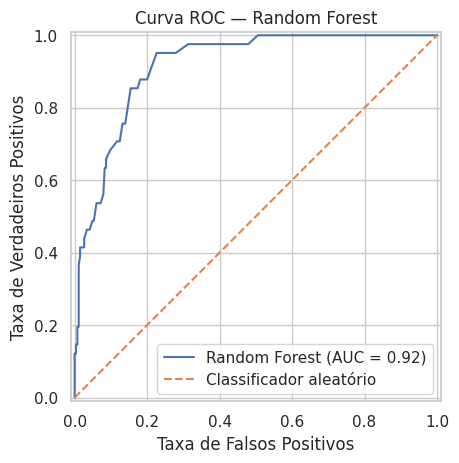 Curva ROC — Random Forest
Taxa de Verdadeiros Positivos
1.0
0.8
0.6
0.4
0.2
0.0
Random Forest (AUC = 0.92)
Classificador aleatório
0.0 0.2 0.4 0.6 0.8 1.0
Taxa de Falsos Positivos